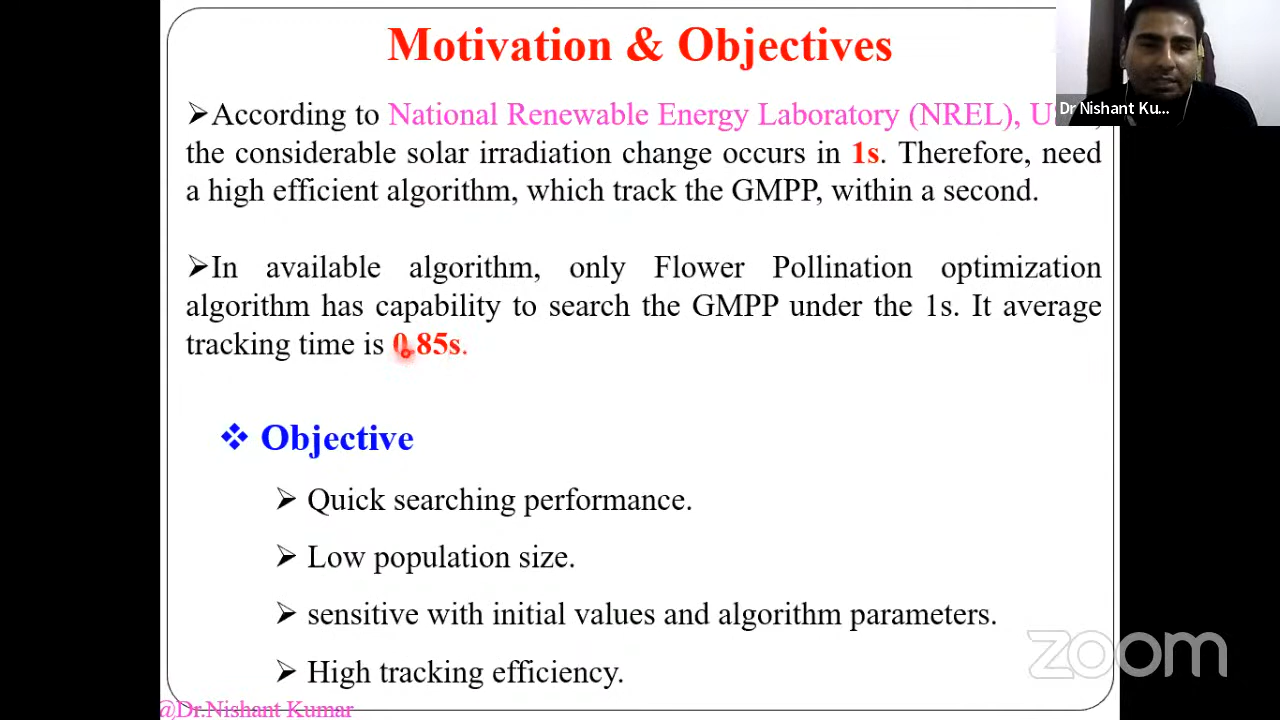 Motivation & Objectives
Dr Nishant Ku...
➢According to National Renewable Energy Laboratory (NREL),
the considerable solar irradiation change occurs in 1s. Therefore, need
a high efficient algorithm, which track the GMPP, within a second.
➢In available algorithm, only Flower Pollination optimization
algorithm has capability to search the GMPP under the 1s. It average
tracking time is 0.85s.
❖ Objective
➢ Quick searching performance.
➢ Low population size.
➢ sensitive with initial values and algorithm parameters.
➢ High tracking efficiency.
zoom
@Dr.Nishant Kumar